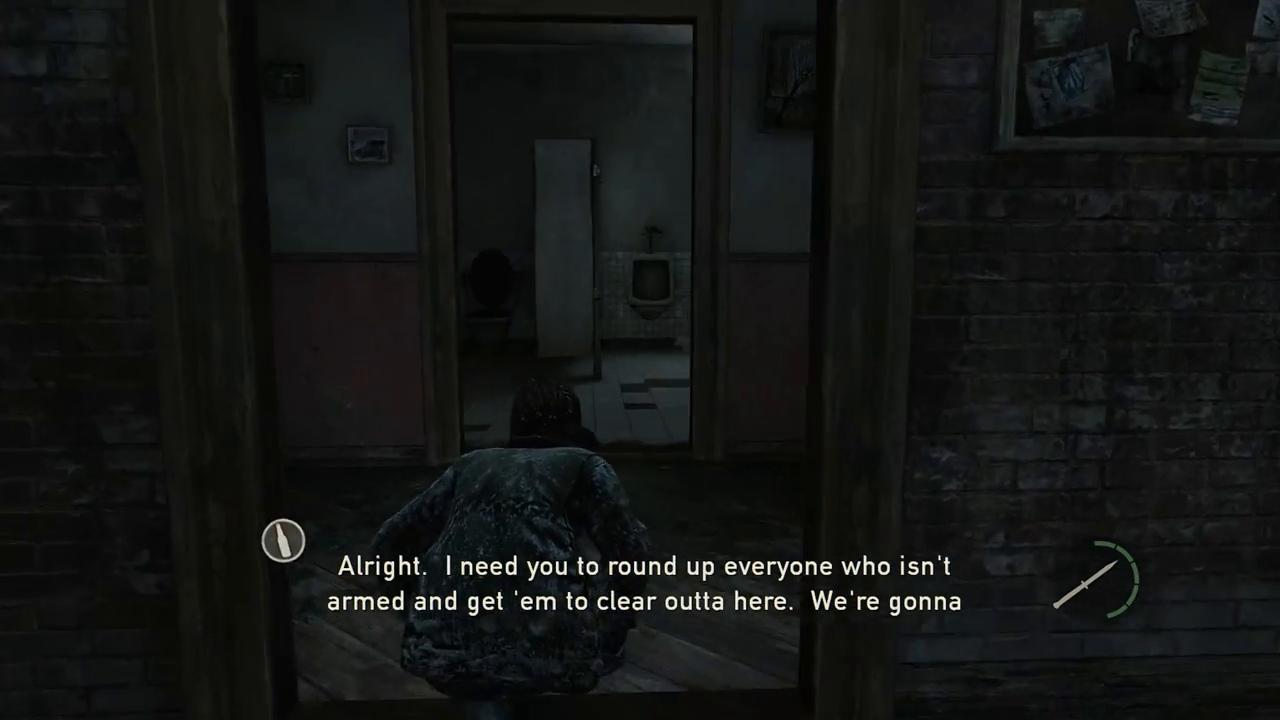 Alright.  I need you to round up everyone who isn't
armed and get 'em to clear outta here.  We're gonna